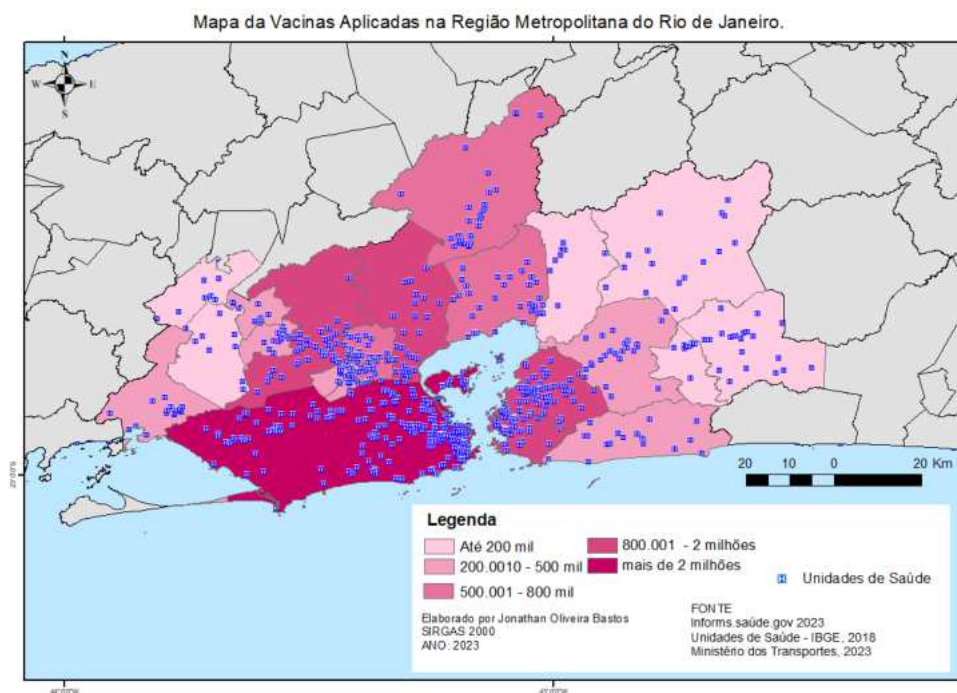 Mapa da Vacinas Aplicadas na Região Metropolitana do Rio de Janeiro.
N
W
U
S
20 10 0 20 Km
Legenda
Até 200 mil
200.0010 - 500 mil
500.001 - 800 mil
800.001 - 2 milhões
mais de 2 milhões
H Unidades de Saúde
Elaborado por Jonathan Oliveira Bastos
SIRGAS 2000
ANO: 2023
FONTE
Informs.saúde.gov 2023
Unidades de Saúde - IBGE, 2018
Ministério dos Transportes, 2023